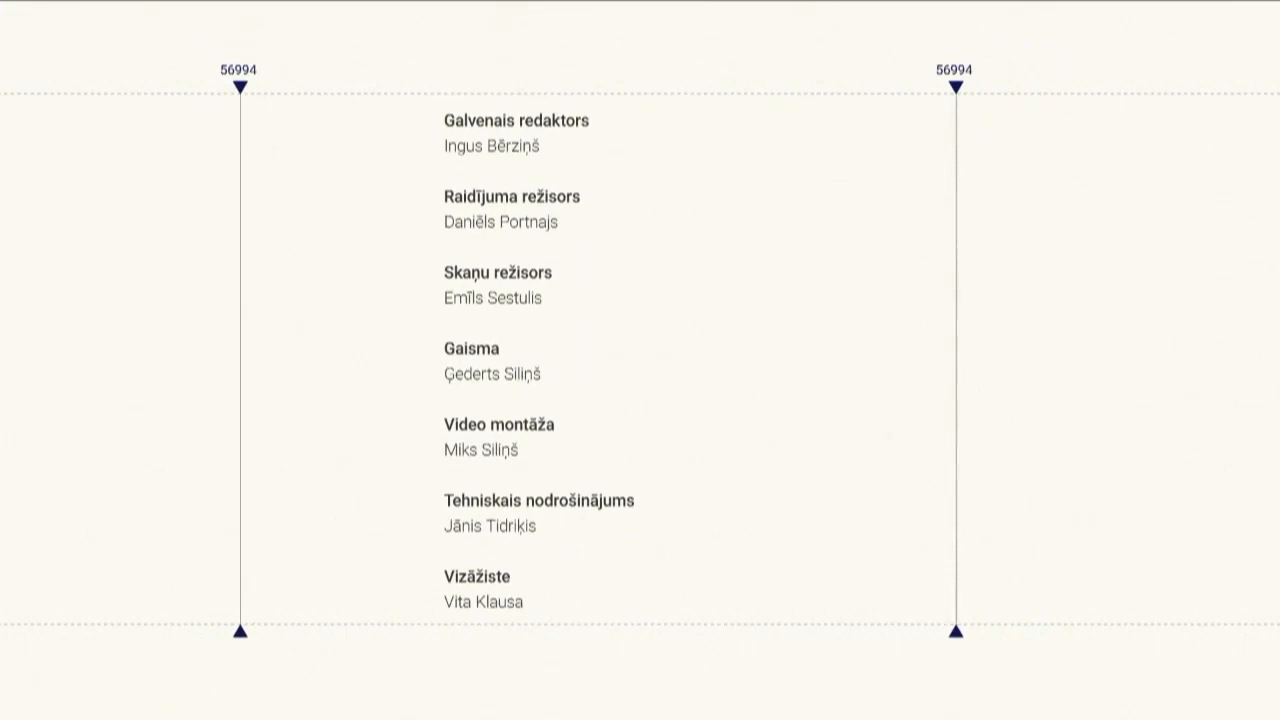 56994
56994
Galvenais redaktors
Ingus Bērziņš
Raidījuma režisors
Daniēls Portnajs
Skaņu režisors
Emīls Sestulis
Gaisma
Ģederts Siliņš
Video montāža
Miks Siliņš
Tehniskais nodrošinājums
Jānis Tidriķis
Vizāžiste
Vita Klausa